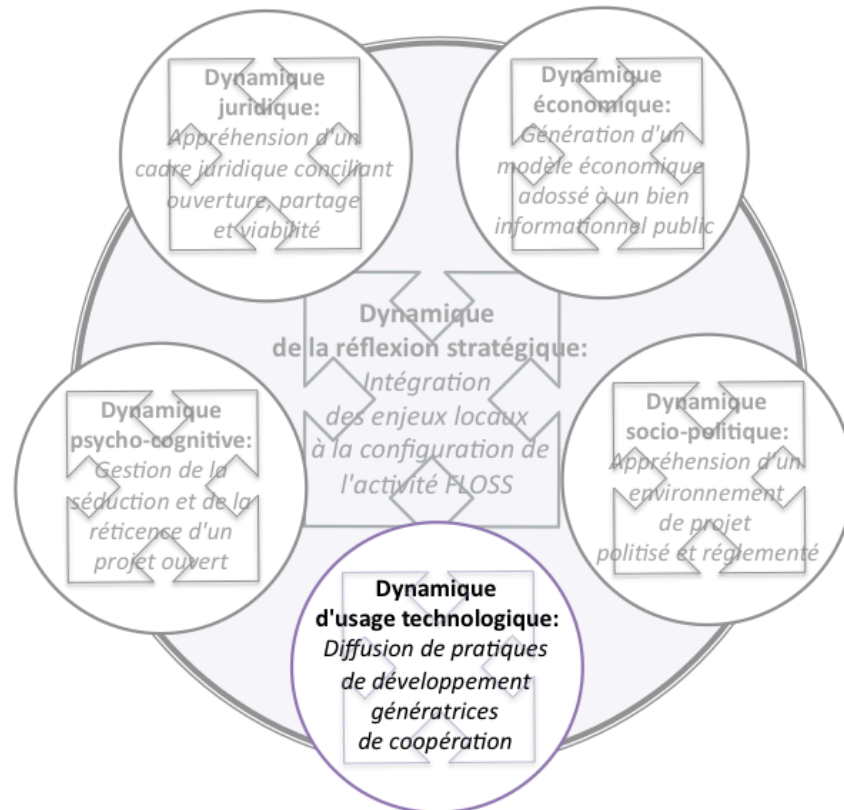 Dynamique
juridique:
Appréhension d'un
cadre juridique conciliant
ouverture, partage
et viabilité
Dynamique
économique:
Génération d'un
modèle économique
adossé à un bien
informationnel public
Dynamique
de la réflexion stratégique:
Intégration
des enjeux locaux
à la configuration de
l'activité FLOSS
Dynamique
psycho-cognitive:
Gestion de la
séduction et de la
réticence d'un
projet ouvert
Dynamique
socio-politique:
Appréhension d'un
environnement
de projet
politisé et réglementé
Dynamique
d'usage technologique:
Diffusion de pratiques
de développement
génératrices
de coopération